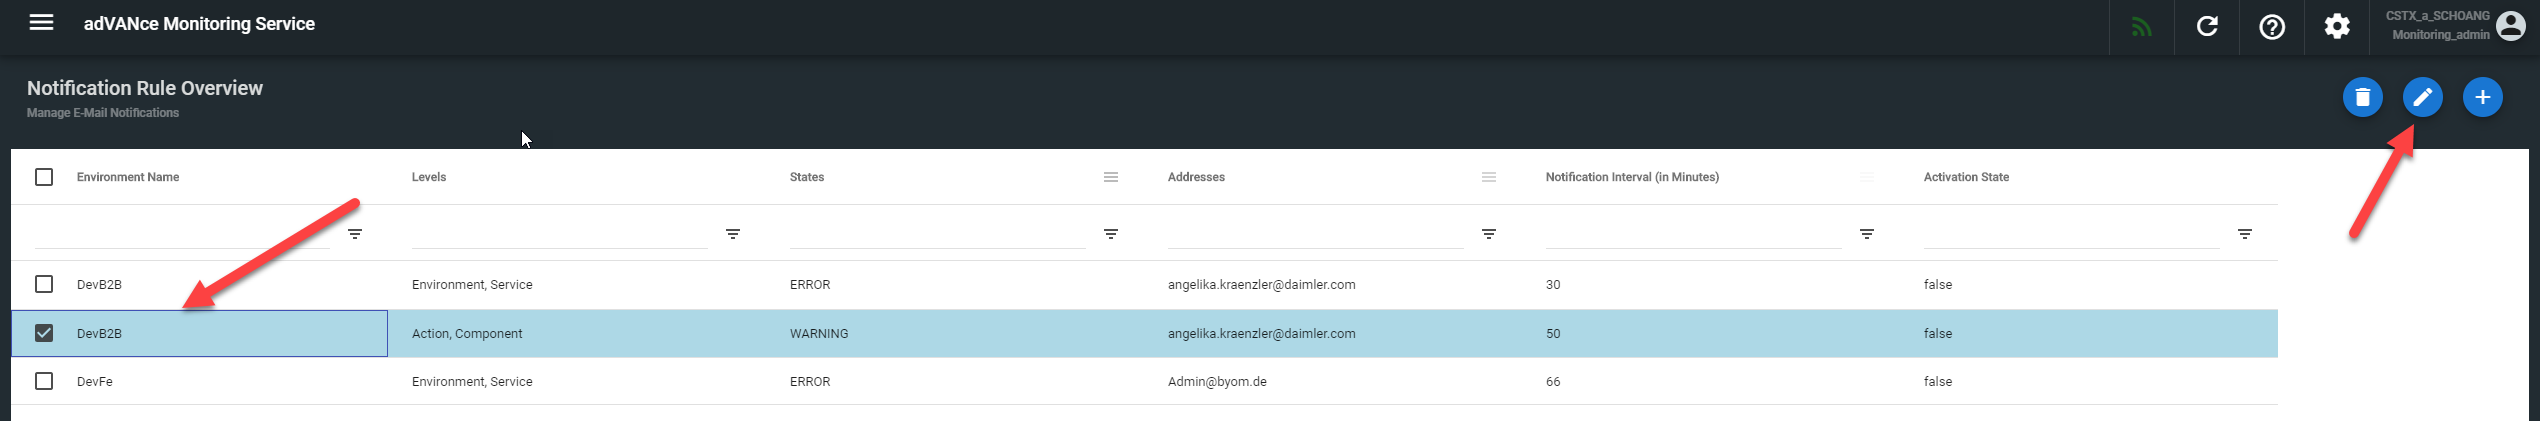 adVANce Monitoring Service
CSTX_a_SCHOANG
Monitoring_admin
Notification Rule Overview
Manage E-Mail Notifications
Environment Name Levels States Addresses Notification Interval (in Minutes) Activation State
DevB2B Environment, Service ERROR angelika.kraenzler@daimler.com 30 false
DevB2B Action, Component WARNING angelika.kraenzler@daimler.com 50 false
DevFe Environment, Service ERROR Admin@byom.de 66 false